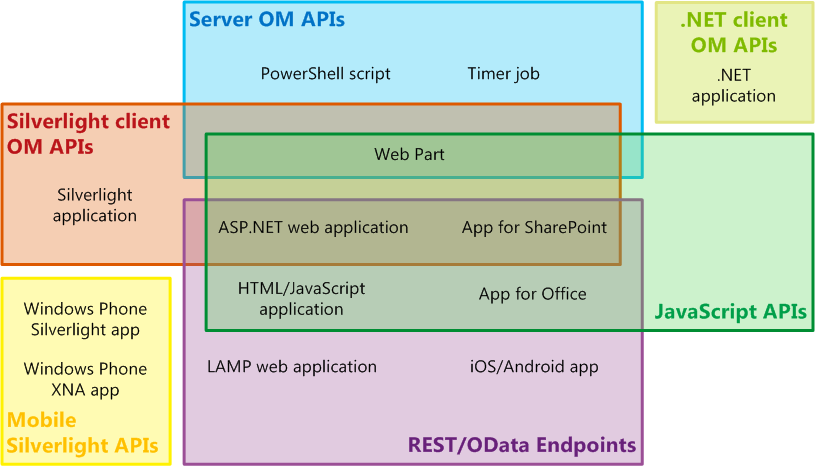 Server OM APIs
PowerShell script
Timer job
.NET client
OM APIs
.NET
application
Silverlight client
OM APIs
Web Part
Silverlight
application
ASP.NET web application
App for SharePoint
HTML/JavaScript
application
App for Office
JavaScript APIs
Windows Phone
Silverlight app
Windows Phone
XNA app
Mobile
Silverlight APIs
LAMP web application
iOS/Android app
REST/OData Endpoints